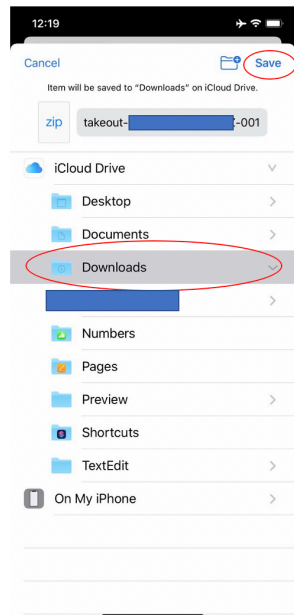 12:19
Cancel Save
Item will be saved to “Downloads” on iCloud Drive.
zip takeout- -001
iCloud Drive
Desktop
Documents
Downloads
Numbers
Pages
Preview
Shortcuts
TextEdit
On My iPhone